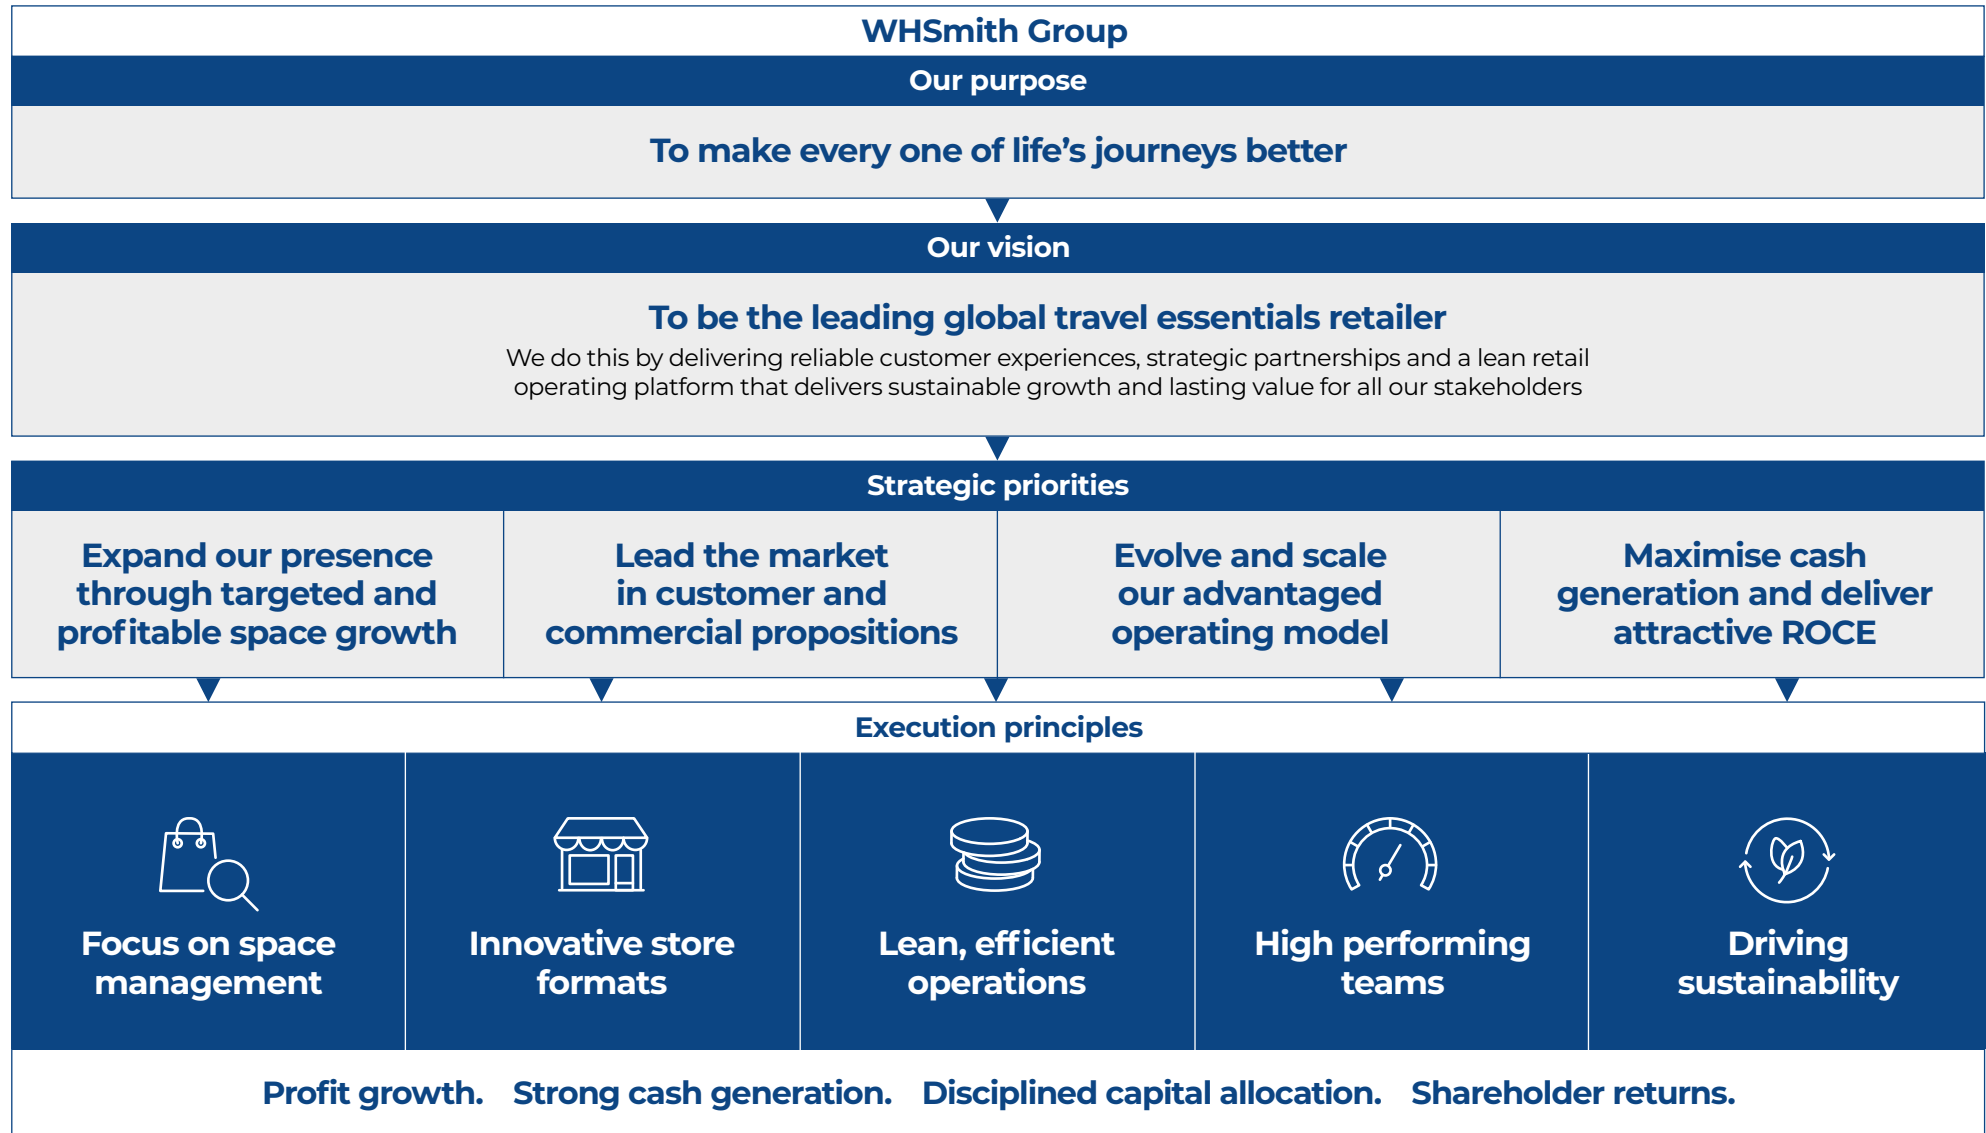 WHSmith Group
Our purpose
To make every one of life’s journeys better
Our vision
To be the leading global travel essentials retailer
We do this by delivering reliable customer experiences, strategic partnerships and a lean retail
operating platform that delivers sustainable growth and lasting value for all our stakeholders
Strategic priorities
Expand our presence
through targeted and
profitable space growth
Lead the market
in customer and
commercial propositions
Evolve and scale
our advantaged
operating model
Maximise cash
generation and deliver
attractive ROCE
Execution principles
Focus on space
management
Innovative store
formats
Lean, efficient
operations
High performing
teams
Driving
sustainability
Profit growth. Strong cash generation. Disciplined capital allocation. Shareholder returns.